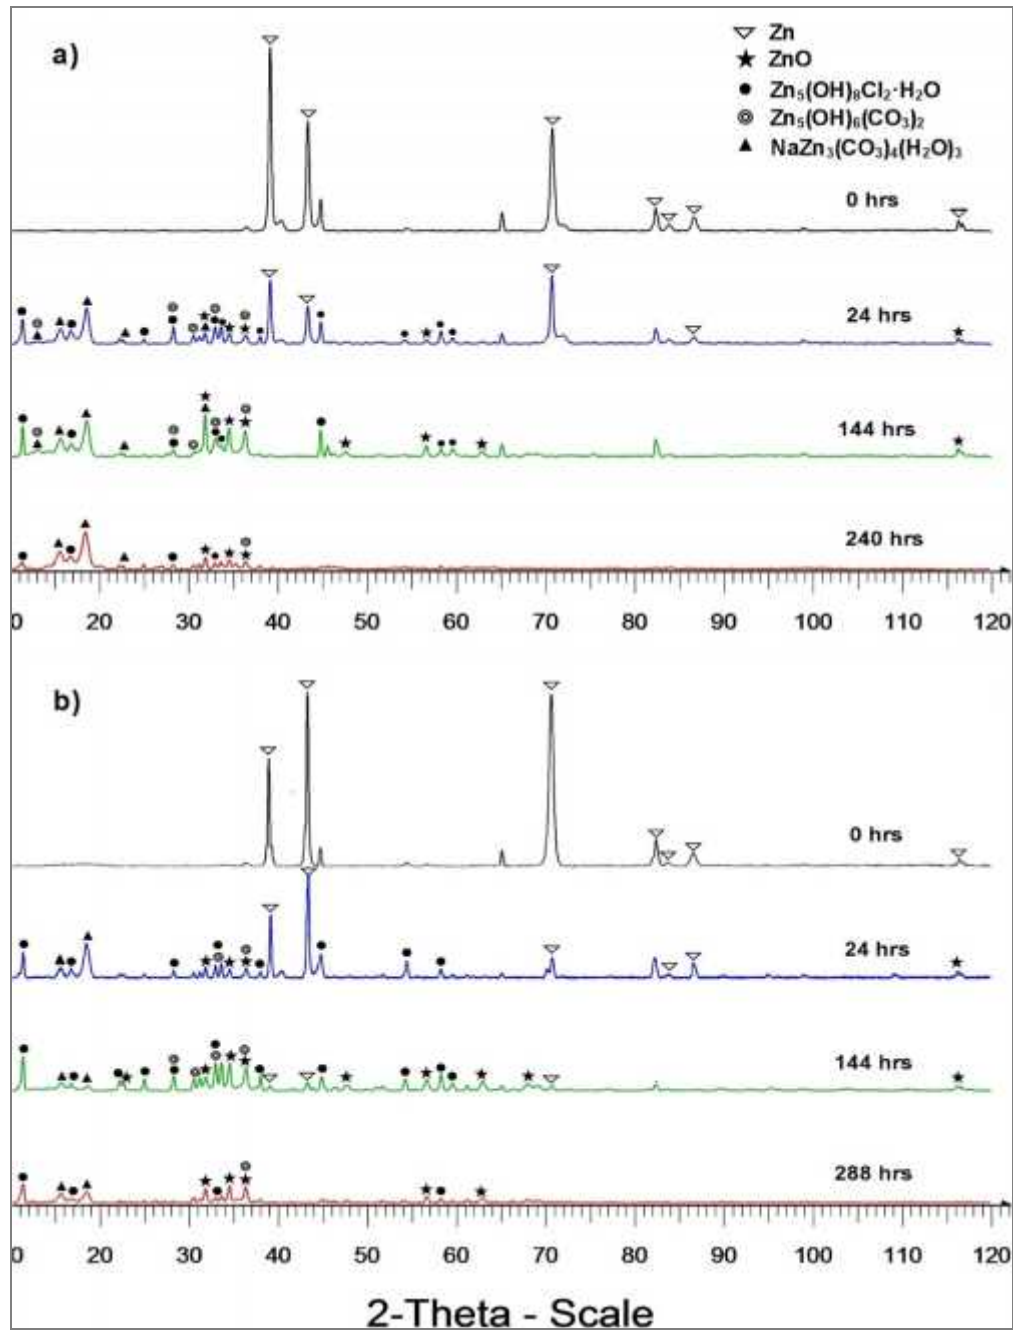 a)
Zn
ZnO
Zn₅(OH)₈Cl₂·H₂O
Zn₅(OH)₆(CO₃)₂
NaZn₃(CO₃)₄(H₂O)₃
0 hrs
24 hrs
144 hrs
240 hrs
0 20 30 40 50 60 70 80 90 100 110 120
b)
0 hrs
24 hrs
144 hrs
288 hrs
0 20 30 40 50 60 70 80 90 100 110 120
2-Theta - Scale